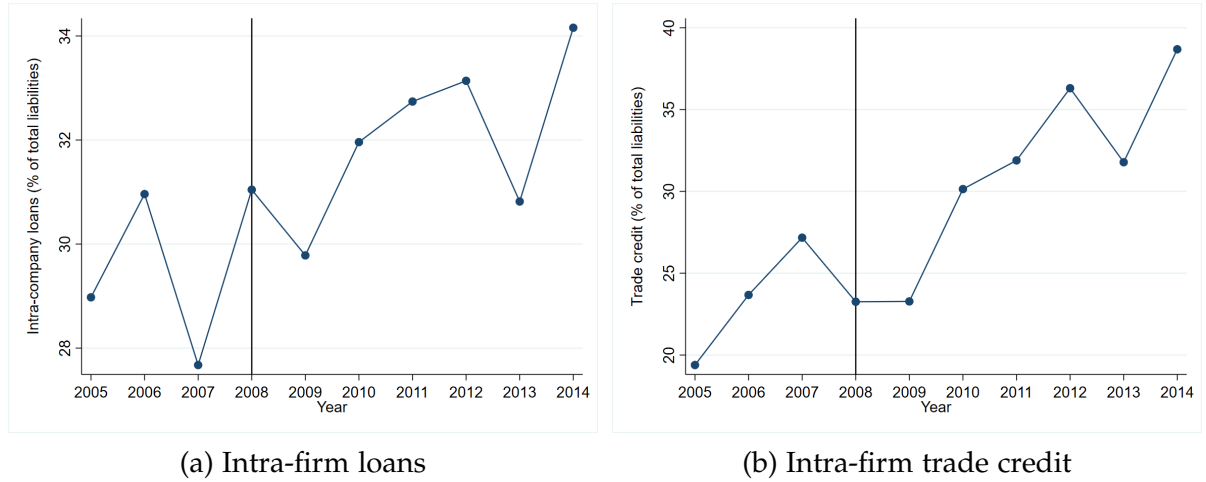 Intra-company loans (% of total liabilities)
34
32
30
28
2005 2006 2007 2008 2009 2010 2011 2012 2013 2014
Year
(a) Intra-firm loans
Trade credit (% of total liabilities)
40
35
30
25
20
2005 2006 2007 2008 2009 2010 2011 2012 2013 2014
Year
(b) Intra-firm trade credit